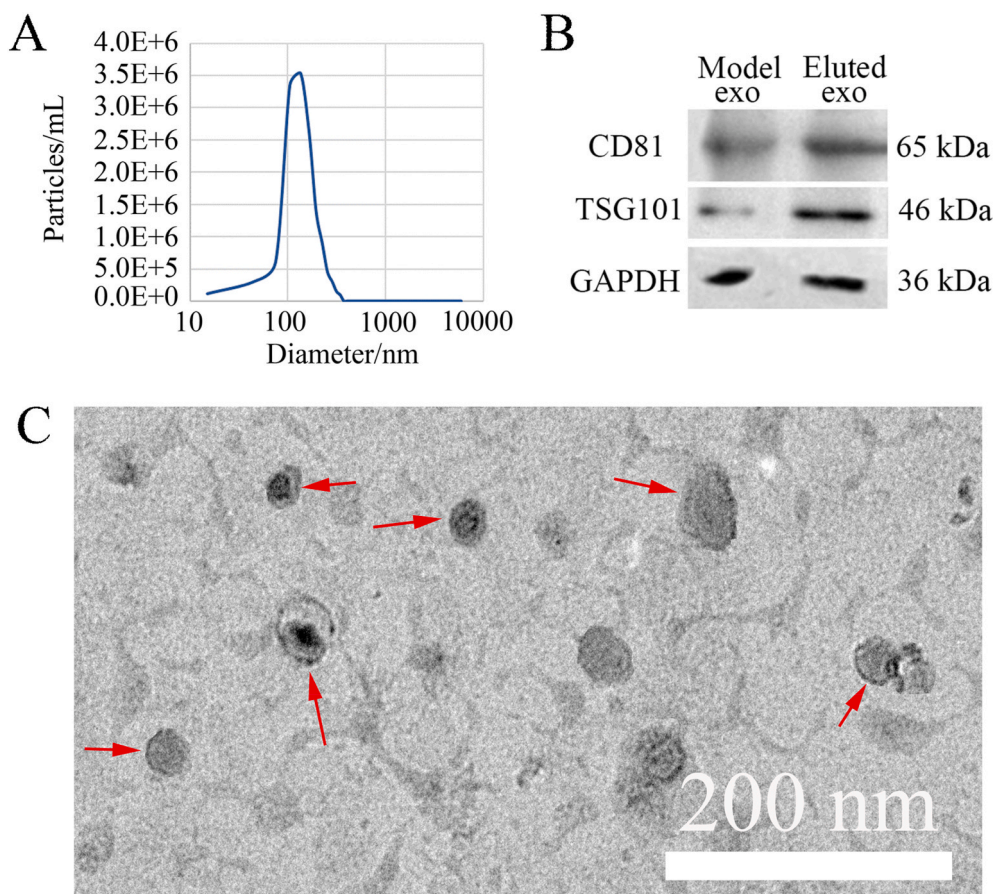 A
4.0E+6
3.5E+6
3.0E+6
2.5E+6
2.0E+6
1.5E+6
1.0E+6
5.0E+5
0.0E+0
Particles/mL
10
100
1000
10000
Diameter/nm
B
Model
exo
Eluted
exo
CD81
65 kDa
TSG101
46 kDa
GAPDH
36 kDa
C
200 nm